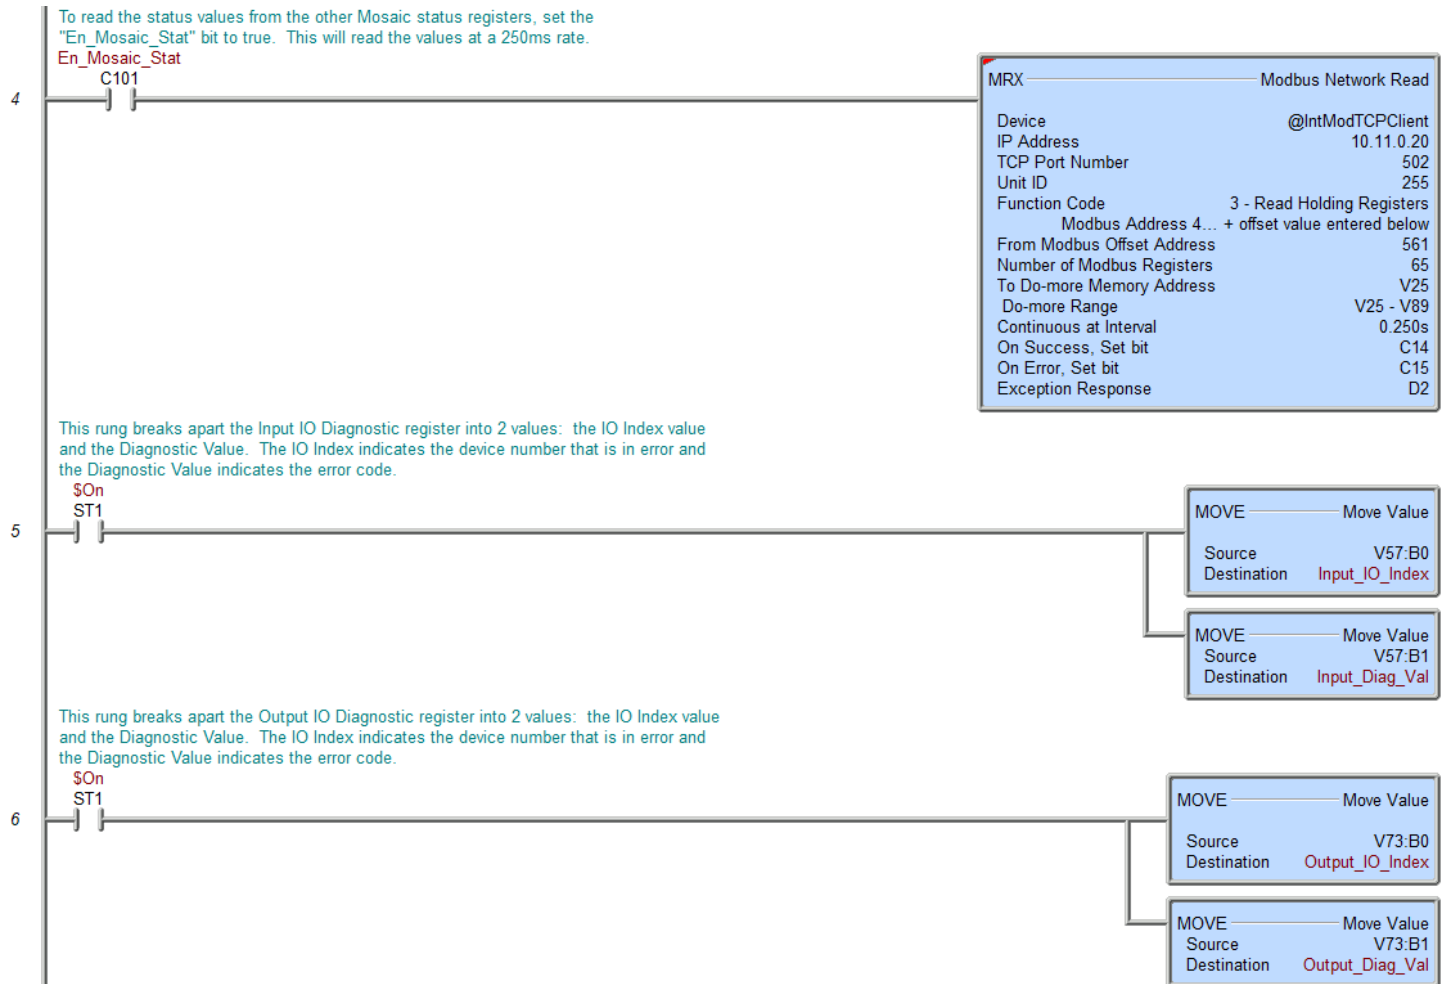 To read the status values from the other Mosaic status registers, set the
"En_Mosaic_Stat" bit to true.  This will read the values at a 250ms rate.
En_Mosaic_Stat
C101
4
MRX Modbus Network Read
Device @IntModTCPClient
IP Address 10.11.0.20
TCP Port Number 502
Unit ID 255
Function Code 3 - Read Holding Registers
Modbus Address 4... + offset value entered below
From Modbus Offset Address 561
Number of Modbus Registers 65
To Do-more Memory Address V25
Do-more Range V25 - V89
Continuous at Interval 0.250s
On Success, Set bit C14
On Error, Set bit C15
Exception Response D2
This rung breaks apart the Input IO Diagnostic register into 2 values:  the IO Index value
and the Diagnostic Value.  The IO Index indicates the device number that is in error and
the Diagnostic Value indicates the error code.
$On
ST1
5
MOVE Move Value
Source V57:B0
Destination Input_IO_Index
MOVE Move Value
Source V57:B1
Destination Input_Diag_Val
This rung breaks apart the Output IO Diagnostic register into 2 values:  the IO Index value
and the Diagnostic Value.  The IO Index indicates the device number that is in error and
the Diagnostic Value indicates the error code.
$On
ST1
6
MOVE Move Value
Source V73:B0
Destination Output_IO_Index
MOVE Move Value
Source V73:B1
Destination Output_Diag_Val